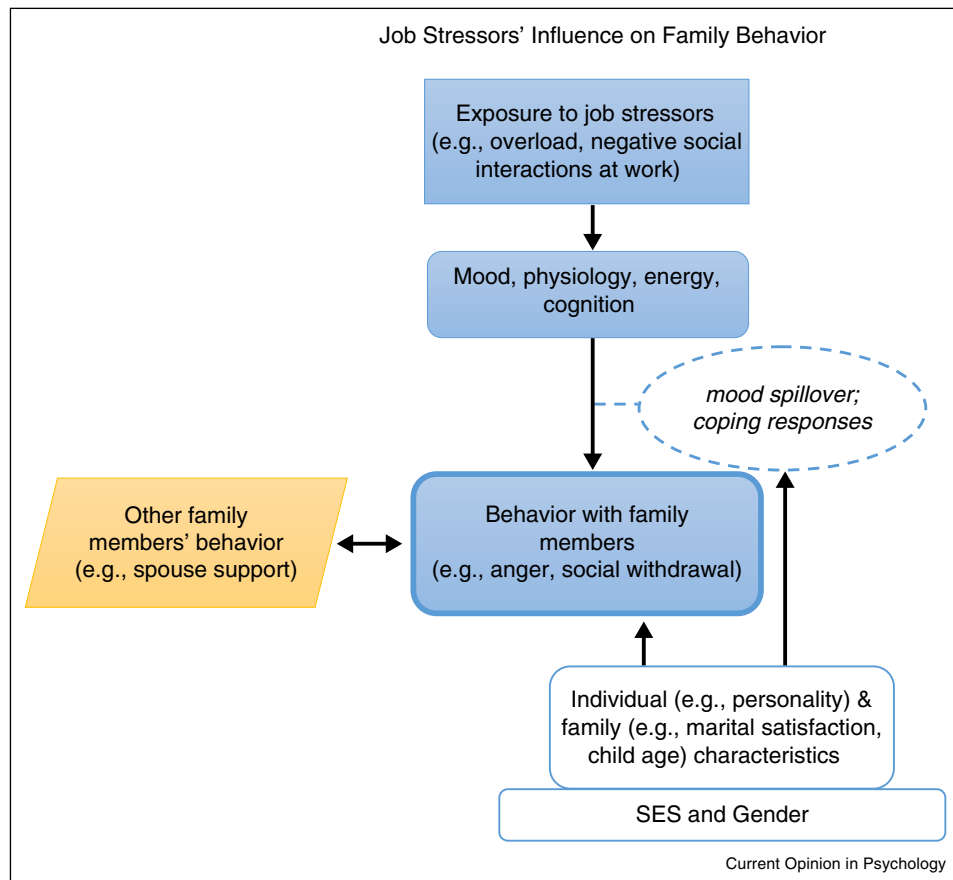 Job Stressors’ Influence on Family Behavior
Exposure to job stressors
(e.g., overload, negative social
interactions at work)
Mood, physiology, energy,
cognition
mood spillover;
coping responses
Other family
members’ behavior
(e.g., spouse support)
Behavior with family
members
(e.g., anger, social withdrawal)
Individual (e.g., personality) &
family (e.g., marital satisfaction,
child age) characteristics
SES and Gender
Current Opinion in Psychology